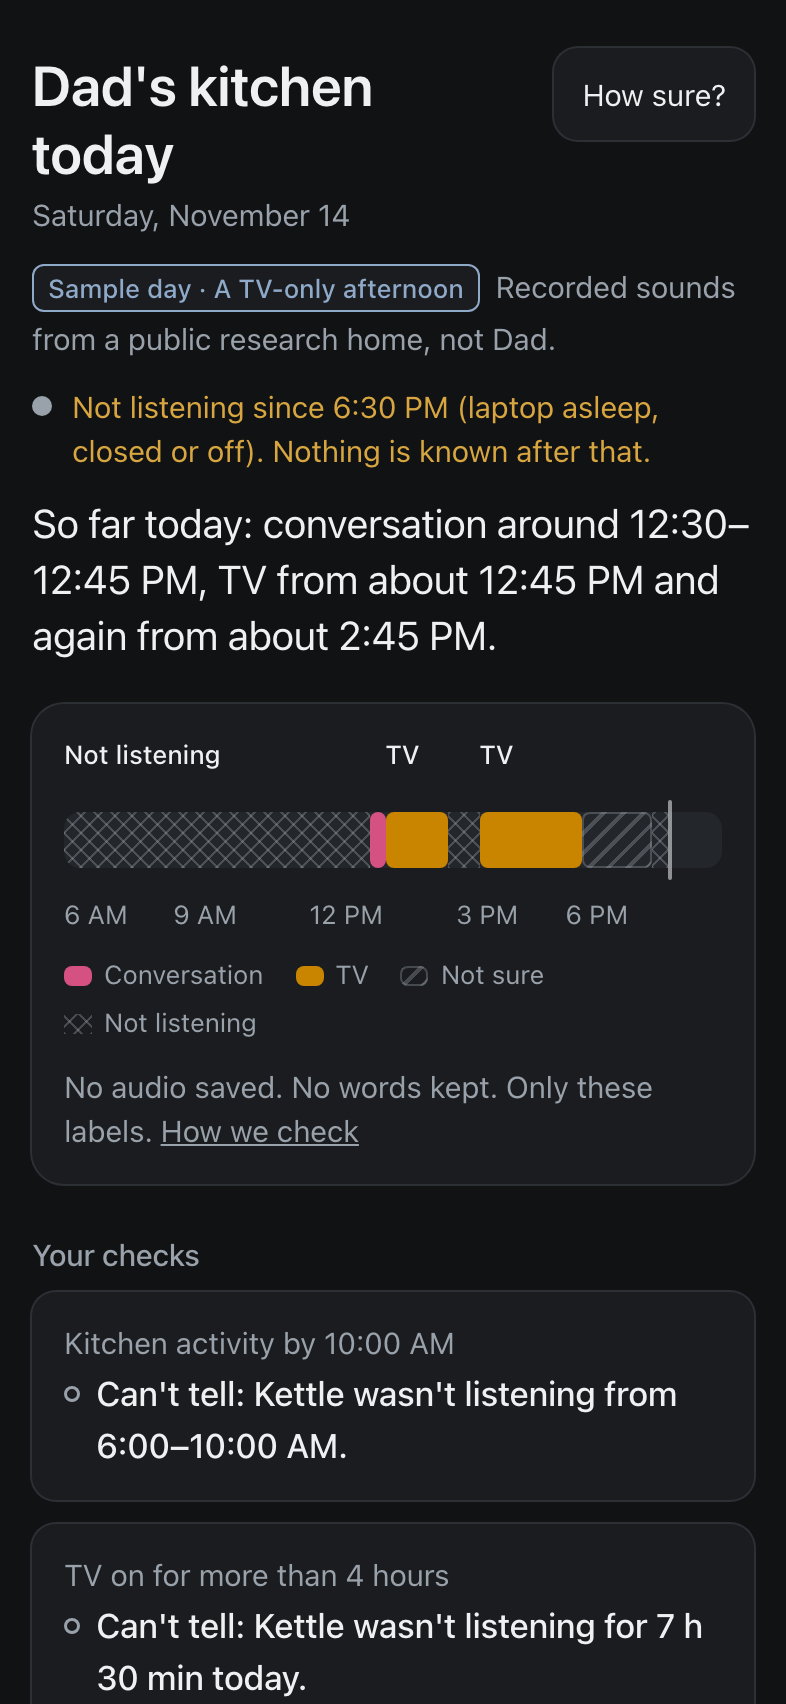 Dad's kitchen
today
How sure?
Saturday, November 14
Sample day · A TV-only afternoon Recorded sounds
from a public research home, not Dad.
Not listening since 6:30 PM (laptop asleep,
closed or off). Nothing is known after that.
So far today: conversation around 12:30–
12:45 PM, TV from about 12:45 PM and
again from about 2:45 PM.
Not listening TV TV
6 AM 9 AM 12 PM 3 PM 6 PM
Conversation TV Not sure
Not listening
No audio saved. No words kept. Only these
labels. How we check
Your checks
Kitchen activity by 10:00 AM
Can't tell: Kettle wasn't listening from
6:00–10:00 AM.
TV on for more than 4 hours
Can't tell: Kettle wasn't listening for 7 h
30 min today.